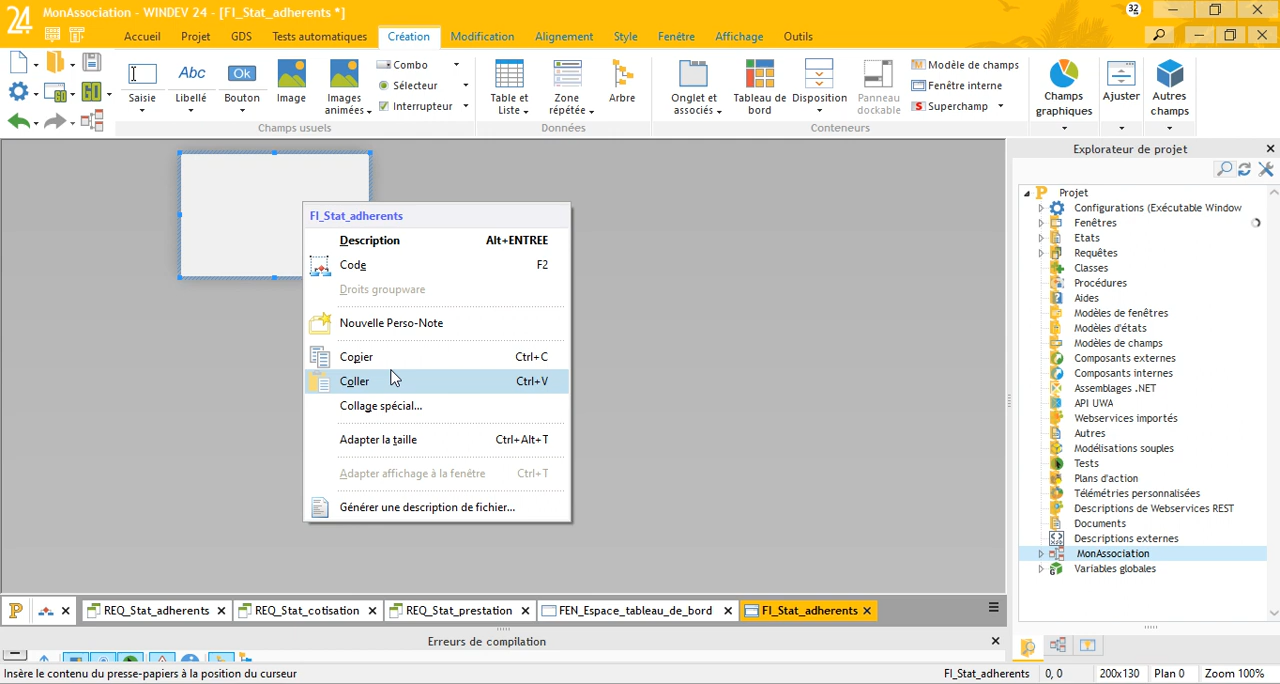 24 MonAssociation - WINDEV 24 - [FI_Stat_adherents *]
32
Accueil Projet GDS Tests automatiques Création Modification Alignement Style Fenêtre Affichage Outils
Saisie
Abc Libellé
Ok Bouton
Image
Images animées
Combo
Sélecteur
Interrupteur
Champs usuels
Table et Liste
Zone répétée
Arbre
Données
Onglet et associés
Tableau de bord
Disposition
Panneau dockable
Modèle de champs
Fenêtre interne
Superchamp
Conteneurs
Champs graphiques
Ajuster
Autres champs
GO
GO
FI_Stat_adherents
Description Alt+ENTREE
Code F2
Droits groupware
Nouvelle Perso-Note
Copier Ctrl+C
Coller Ctrl+V
Collage spécial...
Adapter la taille Ctrl+Alt+T
Adapter affichage à la fenêtre Ctrl+T
Générer une description de fichier...
Explorateur de projet
Projet
Configurations (Exécutable Window
Fenêtres
Etats
Requêtes
Classes
Procédures
Aides
Modèles de fenêtres
Modèles d'états
Modèles de champs
Composants externes
Composants internes
Assemblages .NET
API UWA
Webservices importés
Autres
Modélisations souples
Tests
Plans d'action
Télémétries personnalisées
Descriptions de Webservices REST
Documents
Descriptions externes
MonAssociation
Variables globales
REQ_Stat_adherents REQ_Stat_cotisation REQ_Stat_prestation FEN_Espace_tableau_de_bord FI_Stat_adherents
Erreurs de compilation
Insère le contenu du presse-papiers à la position du curseur
FI_Stat_adherents 0, 0 200x130 Plan 0 Zoom 100%